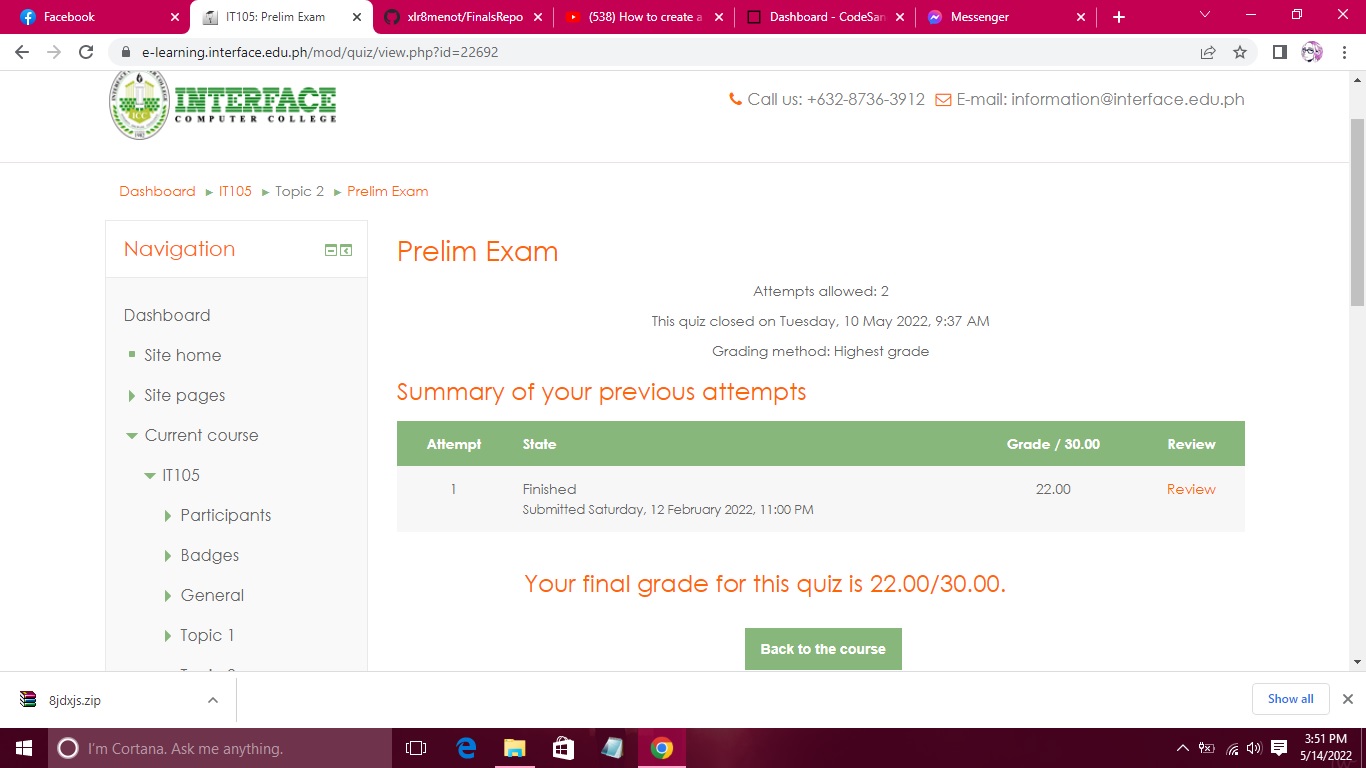 Facebook
IT105: Prelim Exam
xlr8menot/FinalsRepo
(538) How to create a
Dashboard - CodeSan
Messenger
e-learning.interface.edu.ph/mod/quiz/view.php?id=22692
INTERFACE
COMPUTER COLLEGE
Call us: +632-8736-3912 E-mail: information@interface.edu.ph
Dashboard ► IT105 ► Topic 2 ► Prelim Exam
Navigation
Dashboard
Site home
Site pages
Current course
IT105
Participants
Badges
General
Topic 1
Prelim Exam
Attempts allowed: 2
This quiz closed on Tuesday, 10 May 2022, 9:37 AM
Grading method: Highest grade
Summary of your previous attempts
Attempt State Grade / 30.00 Review
1 Finished 22.00 Review
Submitted Saturday, 12 February 2022, 11:00 PM
Your final grade for this quiz is 22.00/30.00.
Back to the course
8jdxjs.zip
Show all
I'm Cortana. Ask me anything.
3:51 PM
5/14/2022